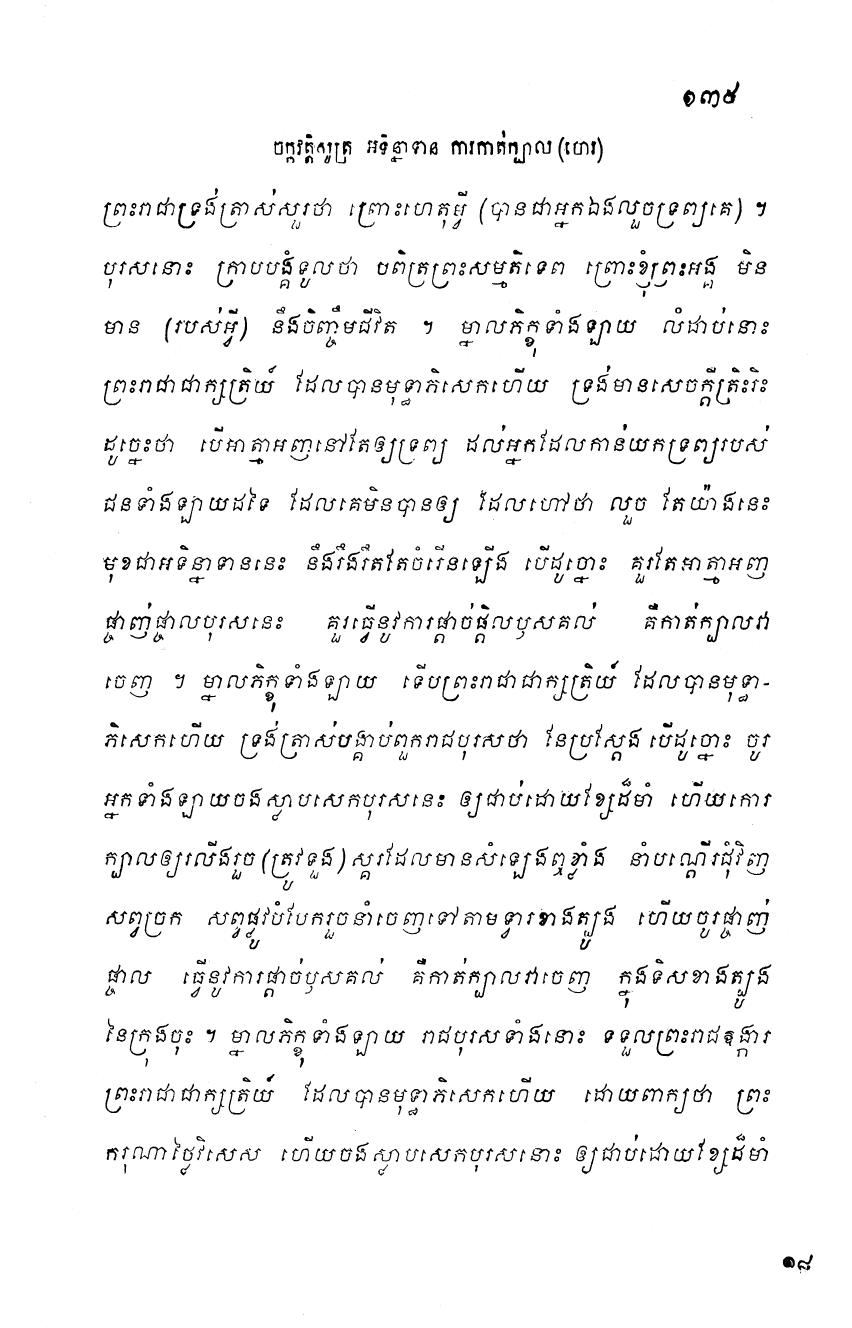 ១៣៥
ចក្កវត្តិសូត្រ អទិន្នាទាន ការកាត់ក្បាល (ចោរ)
ព្រះរាជាទ្រង់ត្រាស់សួរថា ព្រោះហេតុអ្វី (បានជាអ្នកឯងលួចទ្រព្យគេ) ។
បុរសនោះ ក្រាបបង្គំទូលថា បពិត្រព្រះសម្មតិទេព ព្រោះខ្ញុំព្រះអង្គ មិន
មាន (របស់អ្វី) នឹងចិញ្ចឹមជីវិត ។ ម្នាលភិក្ខុទាំងឡាយ លំដាប់នោះ
ព្រះរាជាជាក្សត្រិយ៍ ដែលបានមុទ្ធាភិសេកហើយ ទ្រង់មានសេចក្តីត្រិះរិះ
ដូច្នេះថា បើអាត្មាអញនៅតែឲ្យទ្រព្យ ដល់អ្នកដែលកាន់យកទ្រព្យរបស់
ជនទាំងឡាយដទៃ ដែលគេមិនបានឲ្យ ដែលហៅថា លួច តែយ៉ាងនេះ
មុខជាអទិន្នាទាននេះ នឹងរឹងរឹតតែចំរើនឡើង បើដូច្នោះ គួរតែអាត្មាអញ
ផ្ចាញ់ផ្ចាលបុរសនេះ គួរធ្វើនូវការផ្តាច់ផ្តិលឫសគល់ គឺកាត់ក្បាលវា
ចេញ ។ ម្នាលភិក្ខុទាំងឡាយ ទើបព្រះរាជាជាក្សត្រិយ៍ ដែលបានមុទ្ធា-
ភិសេកហើយ ទ្រង់ត្រាស់បង្គាប់ពួករាជបុរសថា នែប្រស្តែង បើដូច្នោះ ចូរ
អ្នកទាំងឡាយចងស្លាបសេកបុរសនេះ ឲ្យជាប់ដោយខ្សែដ៏មាំ ហើយកោរ
ក្បាលឲ្យរលីងរួច (ត្រូវទួង) ស្គរដែលមានសំឡេងឮខ្លាំង នាំបណ្តើរជុំវិញ
សព្វច្រក សព្វផ្លូវបំបែករួចនាំចេញទៅតាមទ្វារខាងត្បូង ហើយចូរផ្ចាញ់
ផ្ចាល ធ្វើនូវការផ្តាច់ឫសគល់ គឺកាត់ក្បាលវាចេញ ក្នុងទិសខាងត្បូង
នៃក្រុងចុះ ។ ម្នាលភិក្ខុទាំងឡាយ រាជបុរសទាំងនោះ ទទួលព្រះរាជឱង្ការ
ព្រះរាជាជាក្សត្រិយ៍ ដែលបានមុទ្ធាភិសេកហើយ ដោយពាក្យថា ព្រះ
ករុណាថ្លៃវិសេស ហើយចងស្លាបសេកបុរសនោះ ឲ្យជាប់ដោយខ្សែដ៏មាំ
១៨